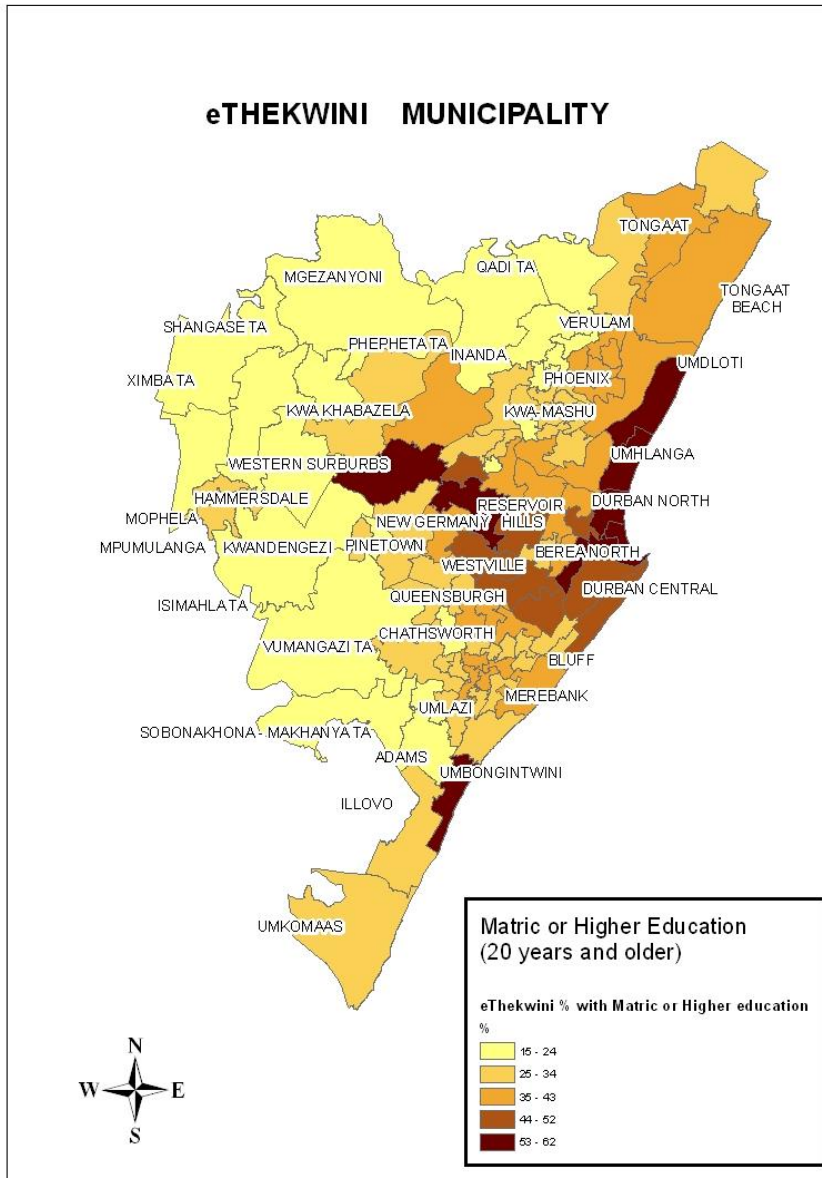 eTHEKWINI MUNICIPALITY
TONGAAT
QADI TA
MGEZANYONI
TONGAAT
BEACH
SHANGASE TA
VERULAM
PHEPHETA TA
INANDA
UMDLOTI
XIMBA TA
PHOENIX
KWA KHABAZELA
KWA-MASHU
UMHLANGA
WESTERN SURBURBS
HAMMERSDALE
RESERVOIR
HILLS
DURBAN NORTH
MOPHELA
NEW GERMANY
MPUMULANGA
KWANDENGEZI
PINETOWN
BEREA NORTH
WESTVILLE
DURBAN CENTRAL
QUEENSBURGH
ISIMAHLA TA
CHATHSWORTH
VUMANGAZI TA
BLUFF
MEREBANK
UMLAZI
SOBONAKHONA - MAKHANYA TA
ADAMS
UMBONGINTWINI
ILLOVO
UMKOMAAS
Matric or Higher Education
(20 years and older)
eThekwini % with Matric or Higher education
%
15 - 24
25 - 34
35 - 43
44 - 52
53 - 62
N
W E
S